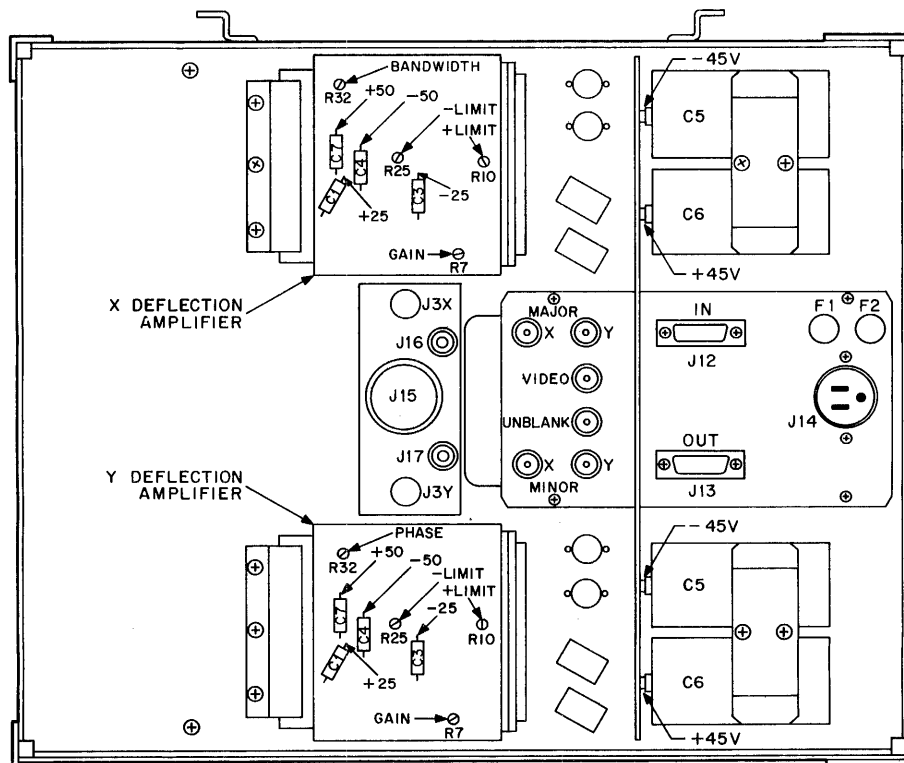 BANDWIDTH
R32
+50
-50
-LIMIT
+LIMIT
C7
C4
R25
R10
C1
C3
+25
-25
GAIN
R7
-45V
C5
C6
+45V
X DEFLECTION
AMPLIFIER
J3X
J16
J15
J17
J3Y
MAJOR
X
Y
VIDEO
UNBLANK
X
Y
MINOR
IN
J12
F1
F2
J14
OUT
J13
Y DEFLECTION
AMPLIFIER
PHASE
R32
+50
-50
-LIMIT
+LIMIT
-25
C7
C4
R25
R10
C1
C3
+25
GAIN
R7
-45V
C5
C6
+45V